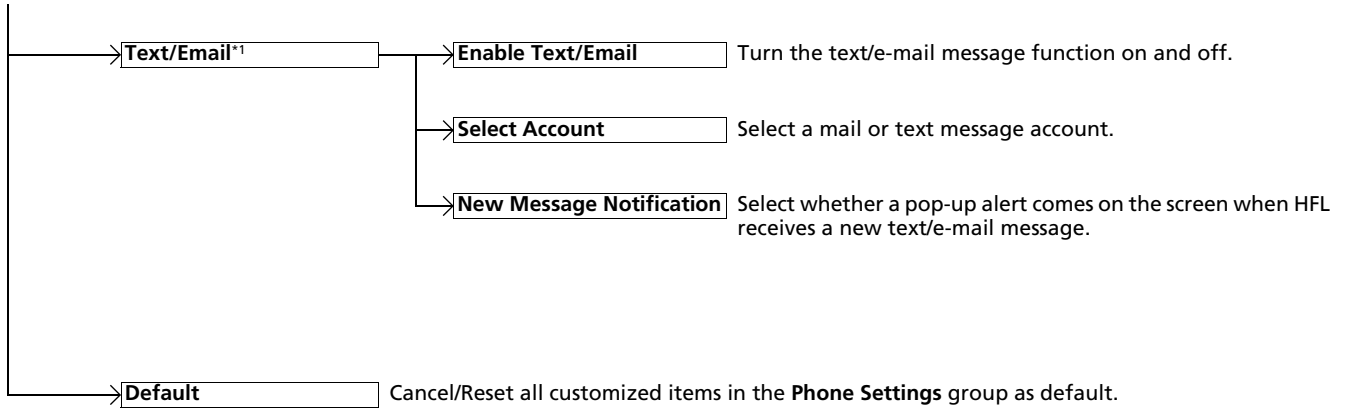 Text/Email*1
Enable Text/Email
Turn the text/e-mail message function on and off.
Select Account
Select a mail or text message account.
New Message Notification
Select whether a pop-up alert comes on the screen when HFL
receives a new text/e-mail message.
Default
Cancel/Reset all customized items in the Phone Settings group as default.